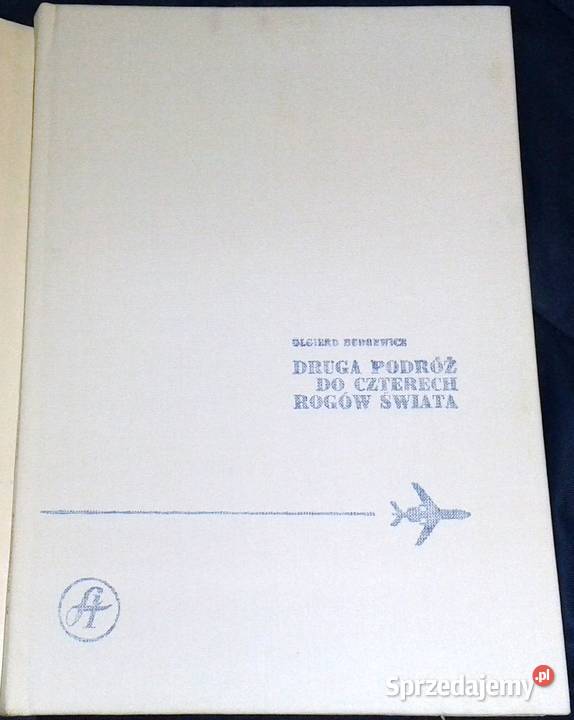 OLGIERD BUDREWICZ
DRUGA PODRÓŻ
DO CZTERECH
ROGÓW ŚWIATA
Sprzedajemy.pl